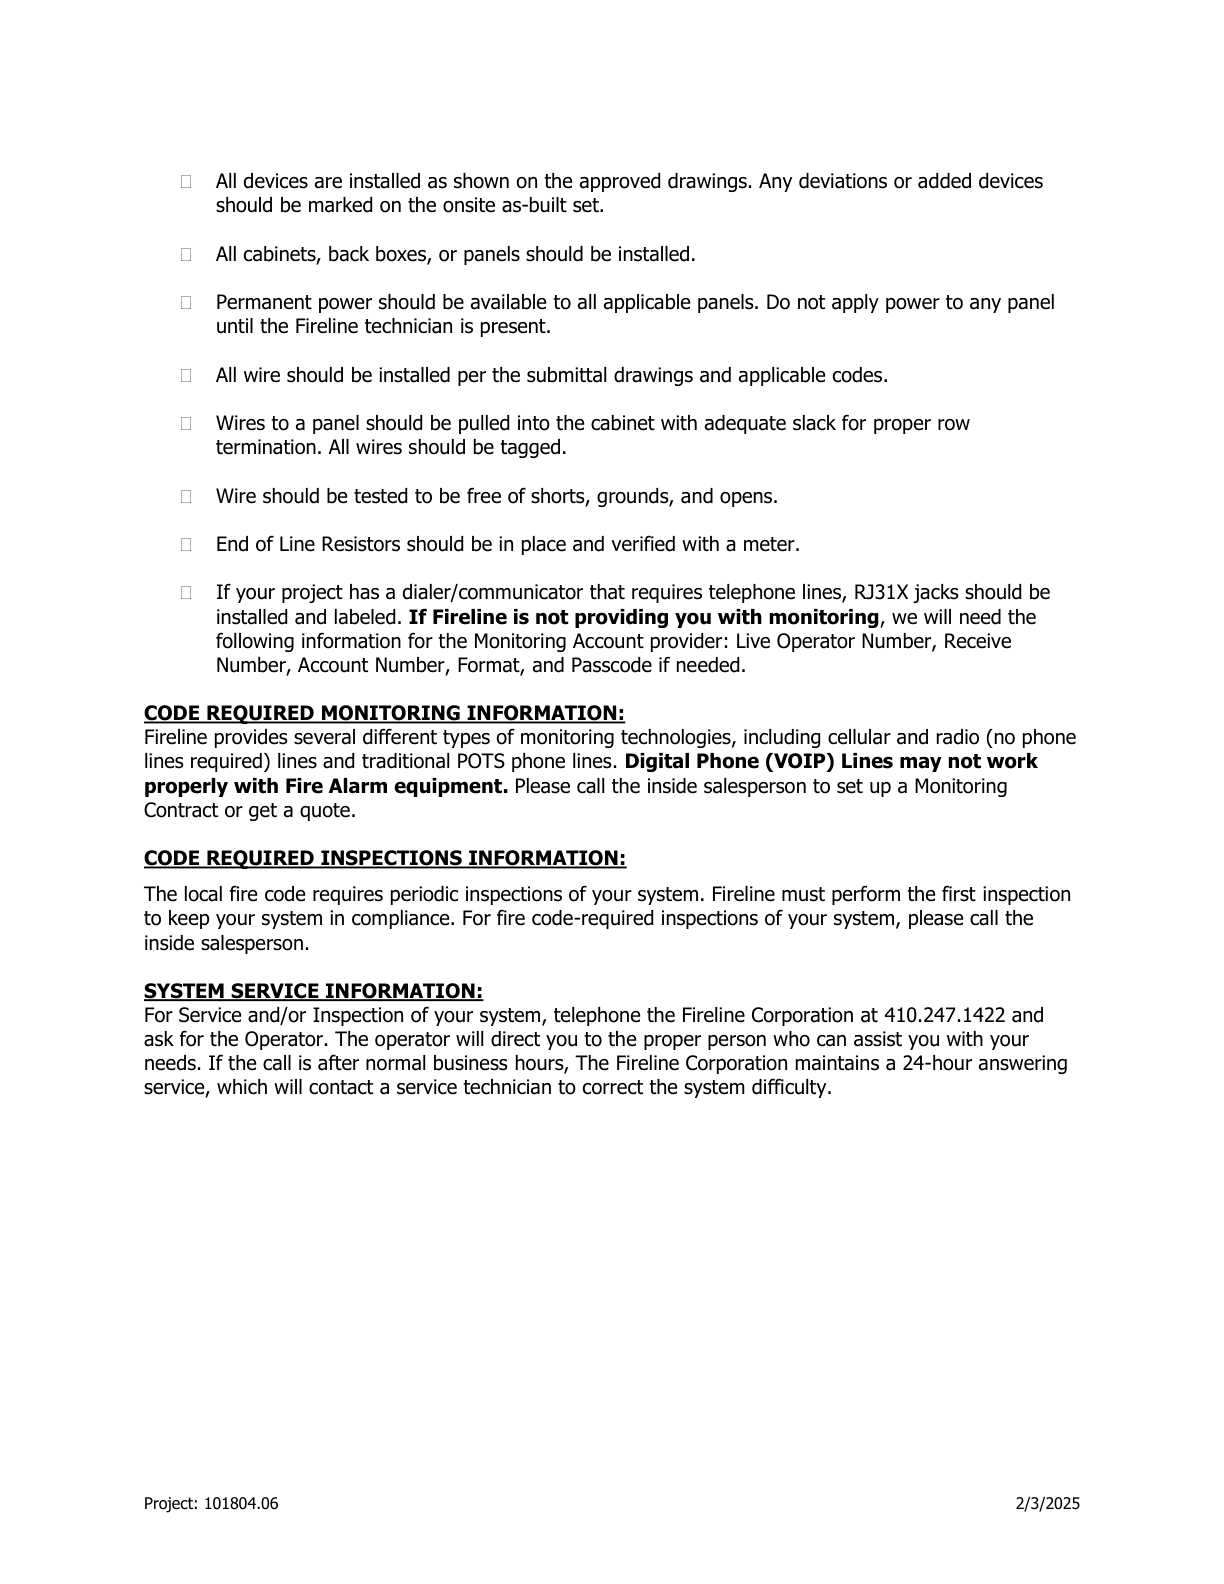 All devices are installed as shown on the approved drawings. Any deviations or added devices
should be marked on the onsite as-built set.
All cabinets, back boxes, or panels should be installed.
Permanent power should be available to all applicable panels. Do not apply power to any panel
until the Fireline technician is present.
All wire should be installed per the submittal drawings and applicable codes.
Wires to a panel should be pulled into the cabinet with adequate slack for proper row
termination. All wires should be tagged.
Wire should be tested to be free of shorts, grounds, and opens.
End of Line Resistors should be in place and verified with a meter.
If your project has a dialer/communicator that requires telephone lines, RJ31X jacks should be
installed and labeled. If Fireline is not providing you with monitoring, we will need the
following information for the Monitoring Account provider: Live Operator Number, Receive
Number, Account Number, Format, and Passcode if needed.
CODE REQUIRED MONITORING INFORMATION:
Fireline provides several different types of monitoring technologies, including cellular and radio (no phone
lines required) lines and traditional POTS phone lines. Digital Phone (VOIP) Lines may not work
properly with Fire Alarm equipment. Please call the inside salesperson to set up a Monitoring
Contract or get a quote.
CODE REQUIRED INSPECTIONS INFORMATION:
The local fire code requires periodic inspections of your system. Fireline must perform the first inspection
to keep your system in compliance. For fire code-required inspections of your system, please call the
inside salesperson.
SYSTEM SERVICE INFORMATION:
For Service and/or Inspection of your system, telephone the Fireline Corporation at 410.247.1422 and
ask for the Operator. The operator will direct you to the proper person who can assist you with your
needs. If the call is after normal business hours, The Fireline Corporation maintains a 24-hour answering
service, which will contact a service technician to correct the system difficulty.
Project: 101804.06 2/3/2025